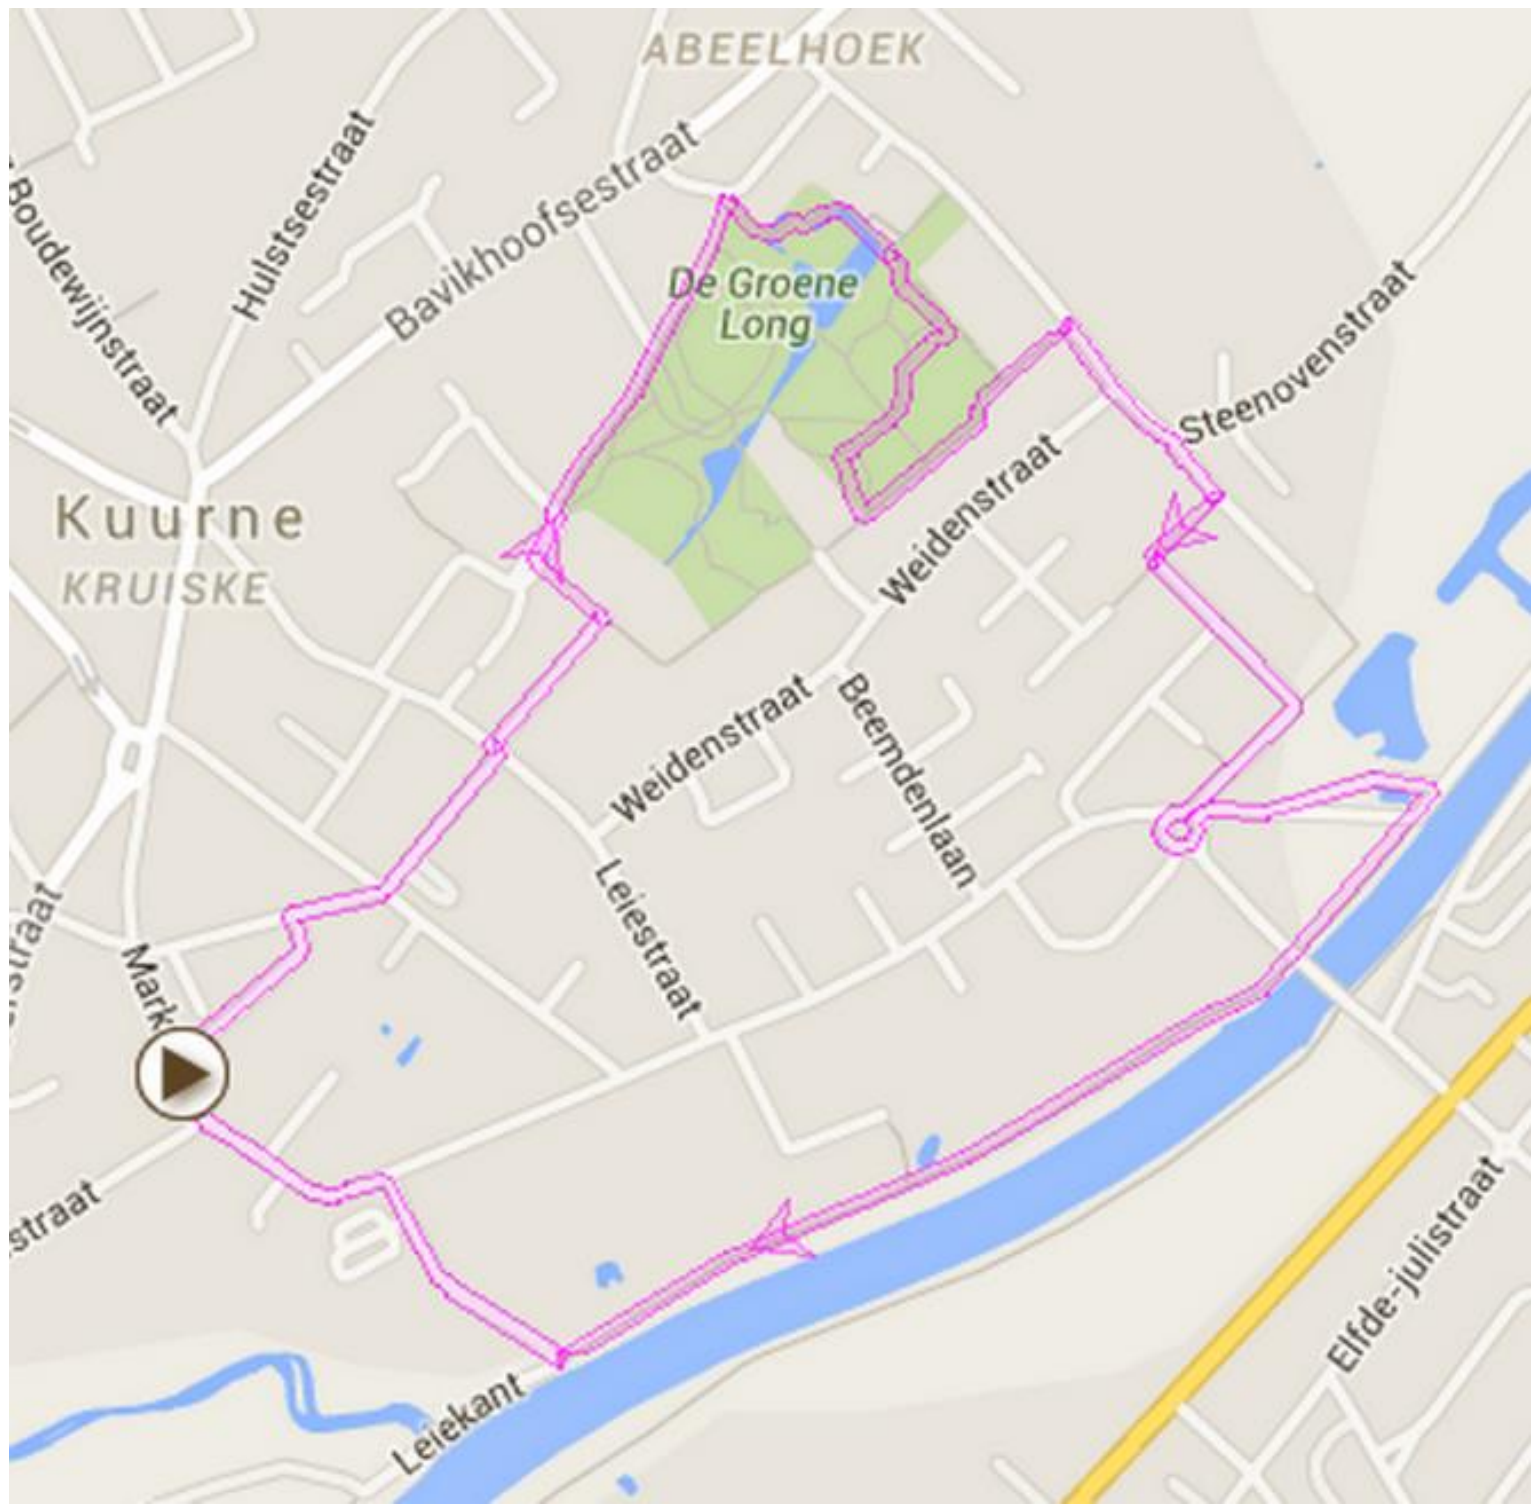 ABEELHOEK
Hulstsestraat
Bavikhoofsestraat
Boudewijnstraat
De Groene
Long
Steenovenstraat
Kuurne
KRUISKE
Weidenstraat
Weidenstraat
Beemdenlaan
Leiestraat
straat
Mark
straat
Elfde-julistraat
Leiekant